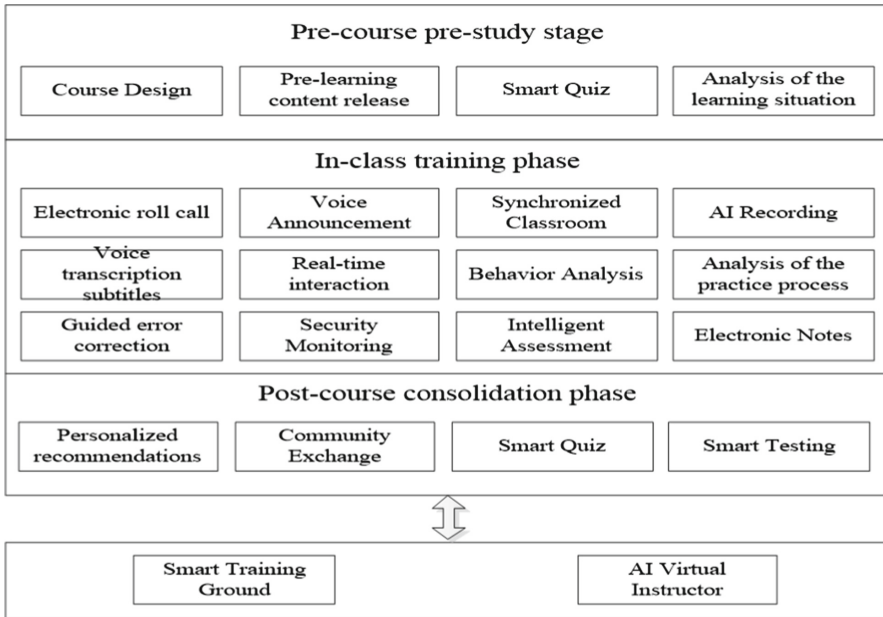 Pre-course pre-study stage
Course Design
Pre-learning
content release
Smart Quiz
Analysis of the
learning situation
In-class training phase
Electronic roll call
Voice
Announcement
Synchronized
Classroom
AI Recording
Voice
transcription
subtitles
Real-time
interaction
Behavior Analysis
Analysis of the
practice process
Guided error
correction
Security
Monitoring
Intelligent
Assessment
Electronic Notes
Post-course consolidation phase
Personalized
recommendations
Community
Exchange
Smart Quiz
Smart Testing
Smart Training
Ground
AI Virtual
Instructor